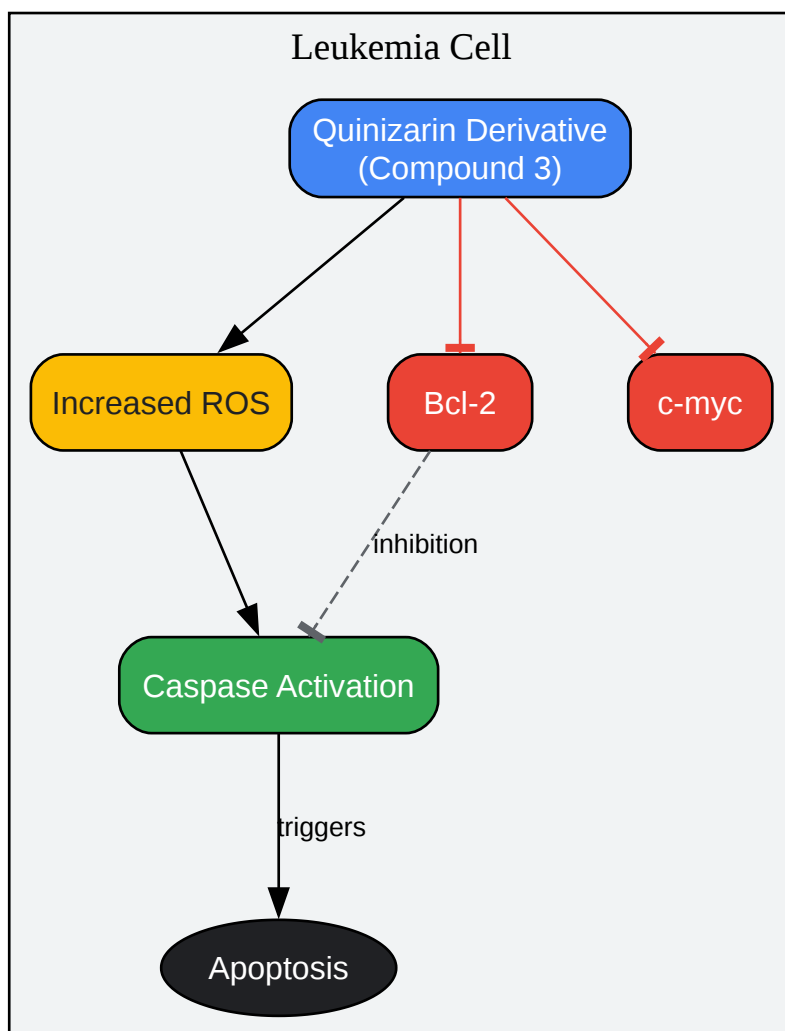 Leukemia Cell
Quinizarin Derivative
(Compound 3)
Increased ROS
Bcl-2
c-myc
inhibition
Caspase Activation
triggers
Apoptosis